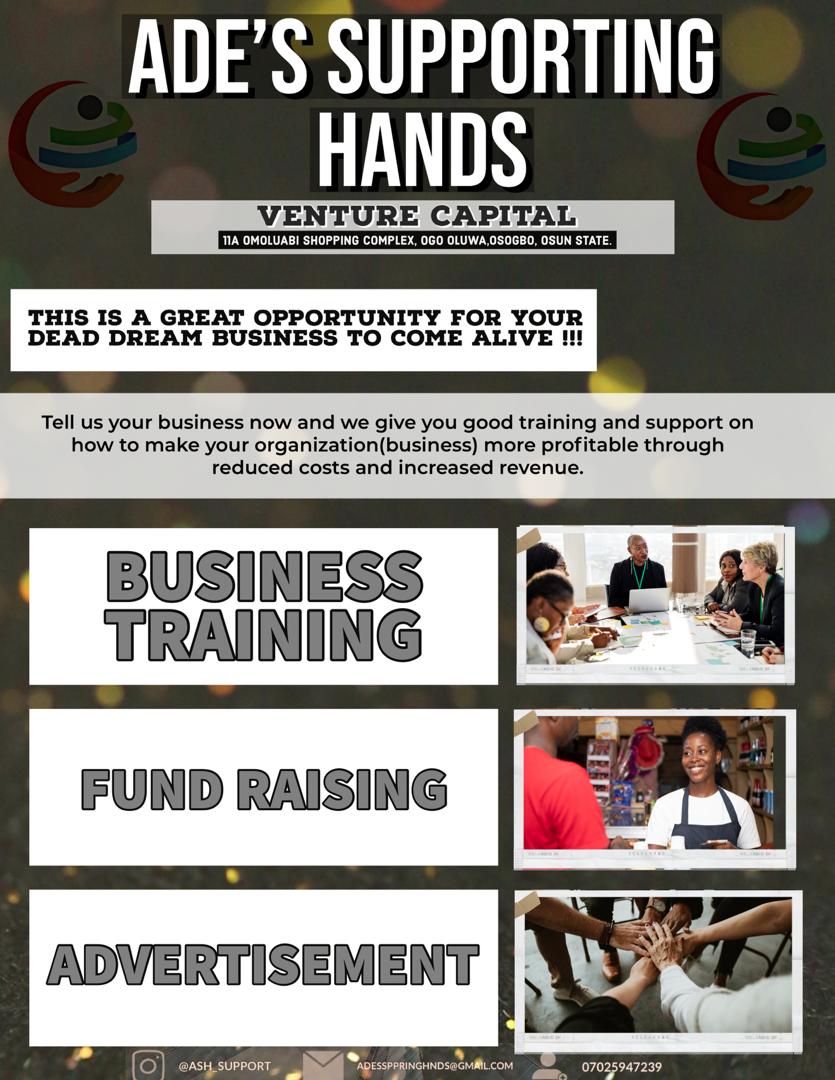 ADE'S SUPPORTING
HANDS
VENTURE CAPITAL
11A OMOLUABI SHOPPING COMPLEX, OGO OLUWA,OSOGBO, OSUN STATE.
THIS IS A GREAT OPPORTUNITY FOR YOUR
DEAD DREAM BUSINESS TO COME ALIVE !!!
Tell us your business now and we give you good training and support on
how to make your organization(business) more profitable through
reduced costs and increased revenue.
BUSINESS
TRAINING
FUND RAISING
ADVERTISEMENT
@ASH_SUPPORT
ADESSPPRINGHNDS@GMAIL.COM
07025947239